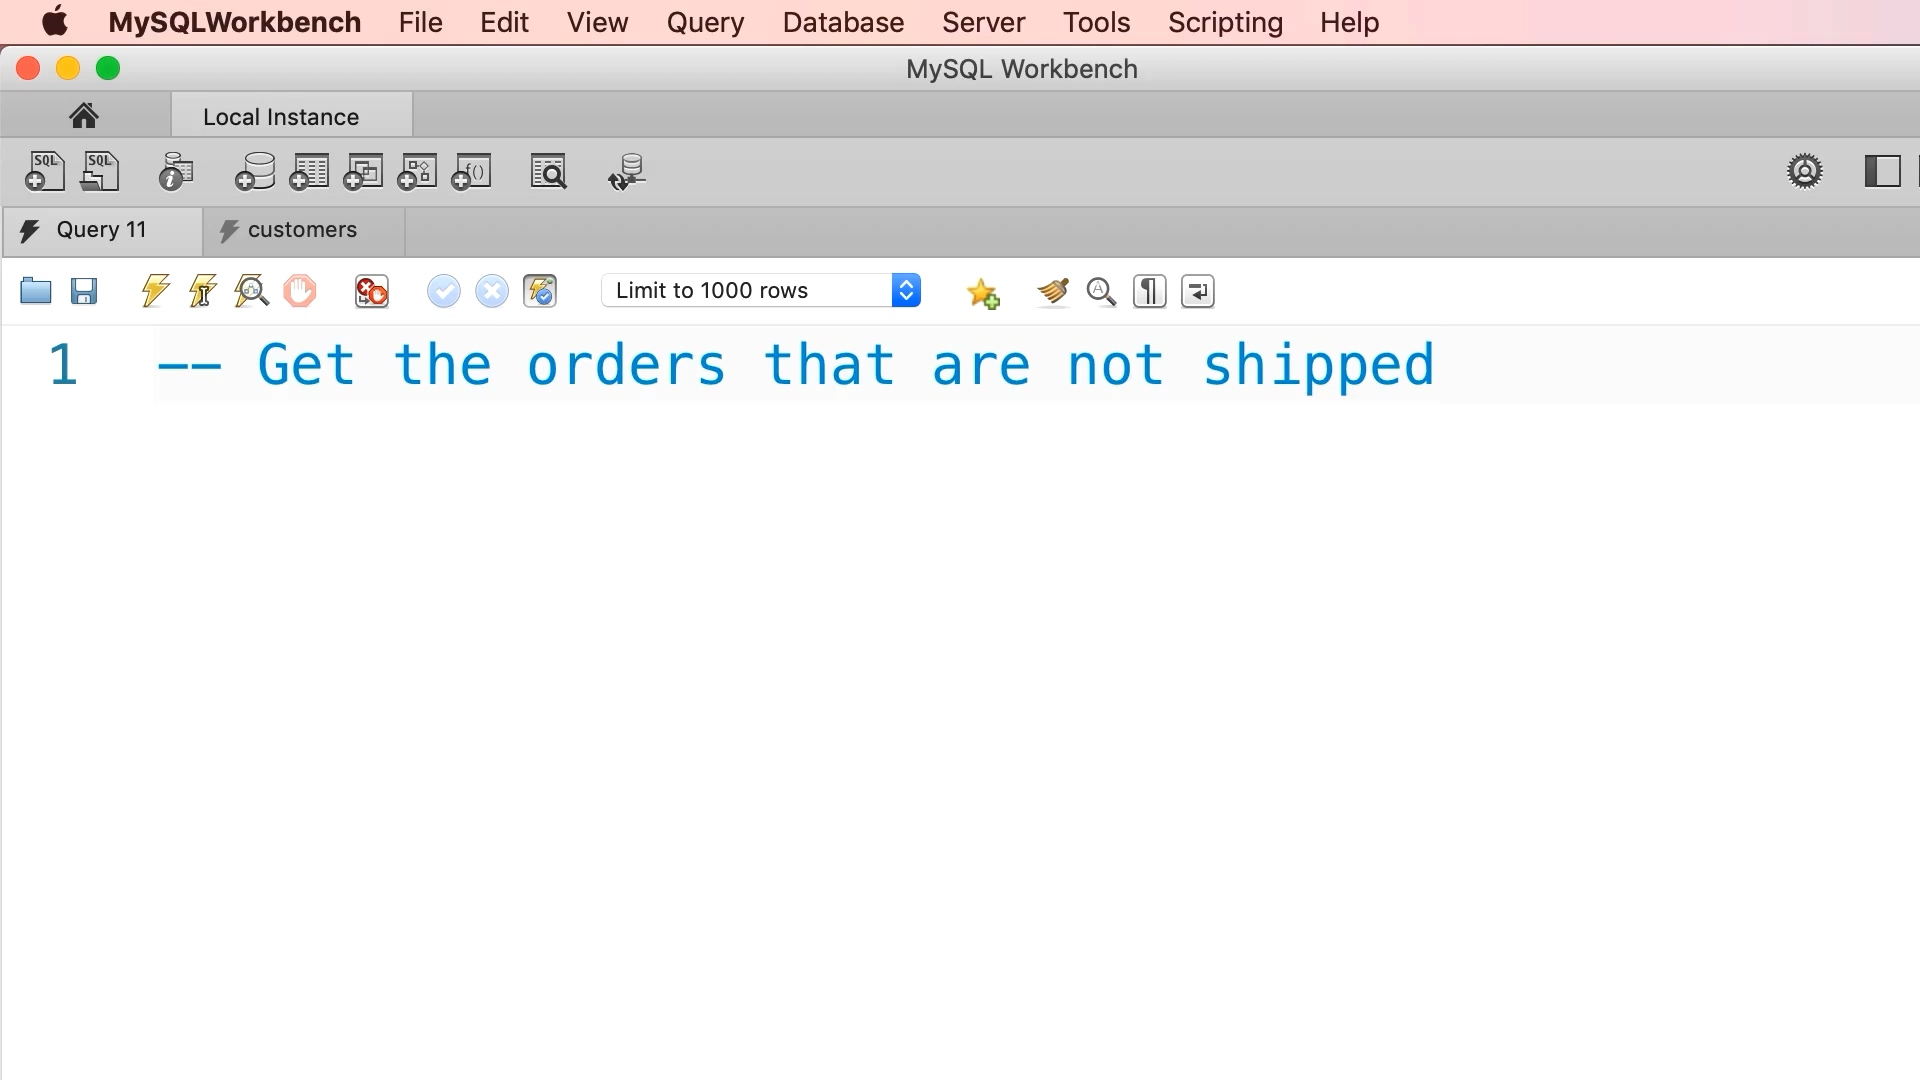 MySQLWorkbench File Edit View Query Database Server Tools Scripting Help
MySQL Workbench
Local Instance
SQL SQL f()
Query 11 customers
Limit to 1000 rows
1 -- Get the orders that are not shipped